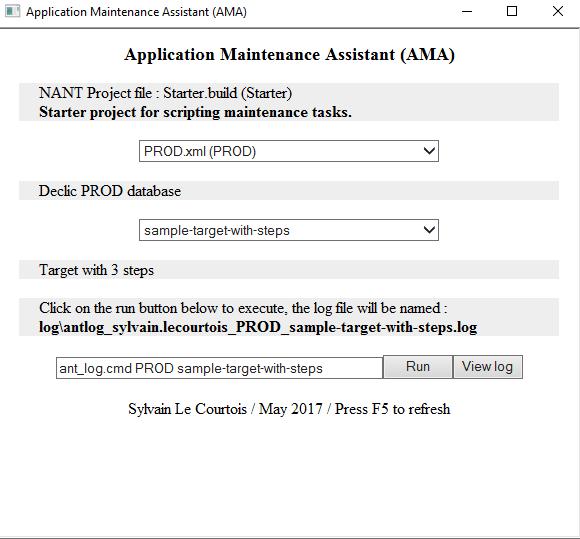 Application Maintenance Assistant (AMA)
Application Maintenance Assistant (AMA)
NANT Project file : Starter.build (Starter)
Starter project for scripting maintenance tasks.
PROD.xml (PROD)
Declic PROD database
sample-target-with-steps
Target with 3 steps
Click on the run button below to execute, the log file will be named :
log\antlog_sylvain.lecourtois_PROD_sample-target-with-steps.log
ant_log.cmd PROD sample-target-with-steps Run View log
Sylvain Le Courtois / May 2017 / Press F5 to refresh